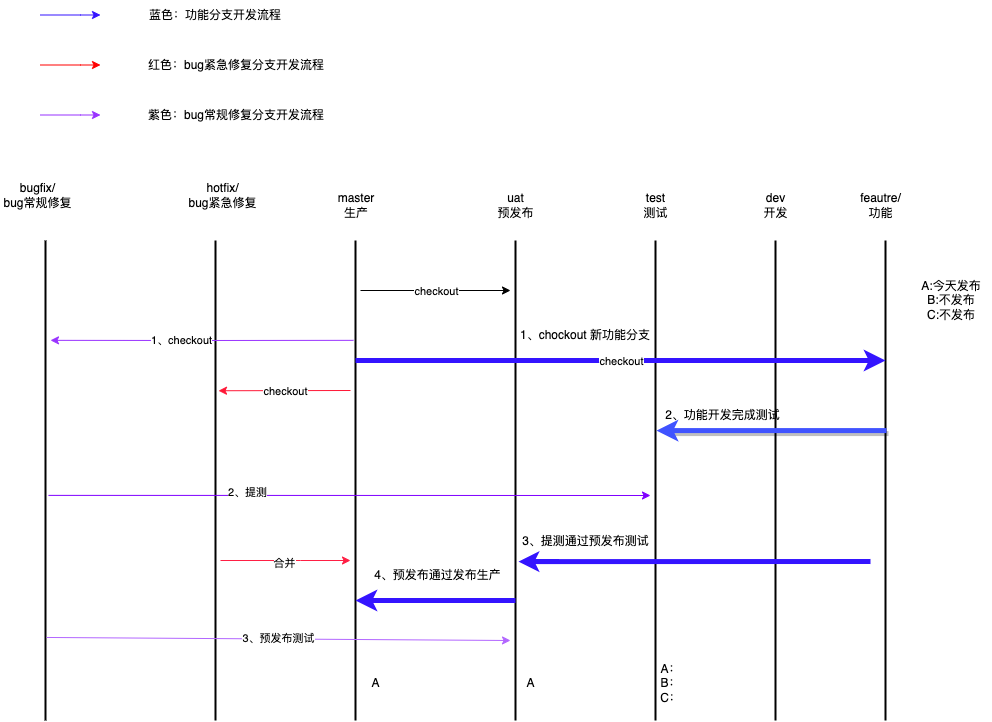 蓝色：功能分支开发流程
红色：bug紧急修复分支开发流程
紫色：bug常规修复分支开发流程
bugfix/
bug常规修复
hotfix/
bug紧急修复
master
生产
uat
预发布
test
测试
dev
开发
feautre/
功能
A:今天发布
B:不发布
C:不发布
checkout
1、chockout 新功能分支
1、checkout
checkout
checkout
2、功能开发完成测试
2、提测
3、提测通过预发布测试
合并
4、预发布通过发布生产
3、预发布测试
A
A
A：
B：
C：